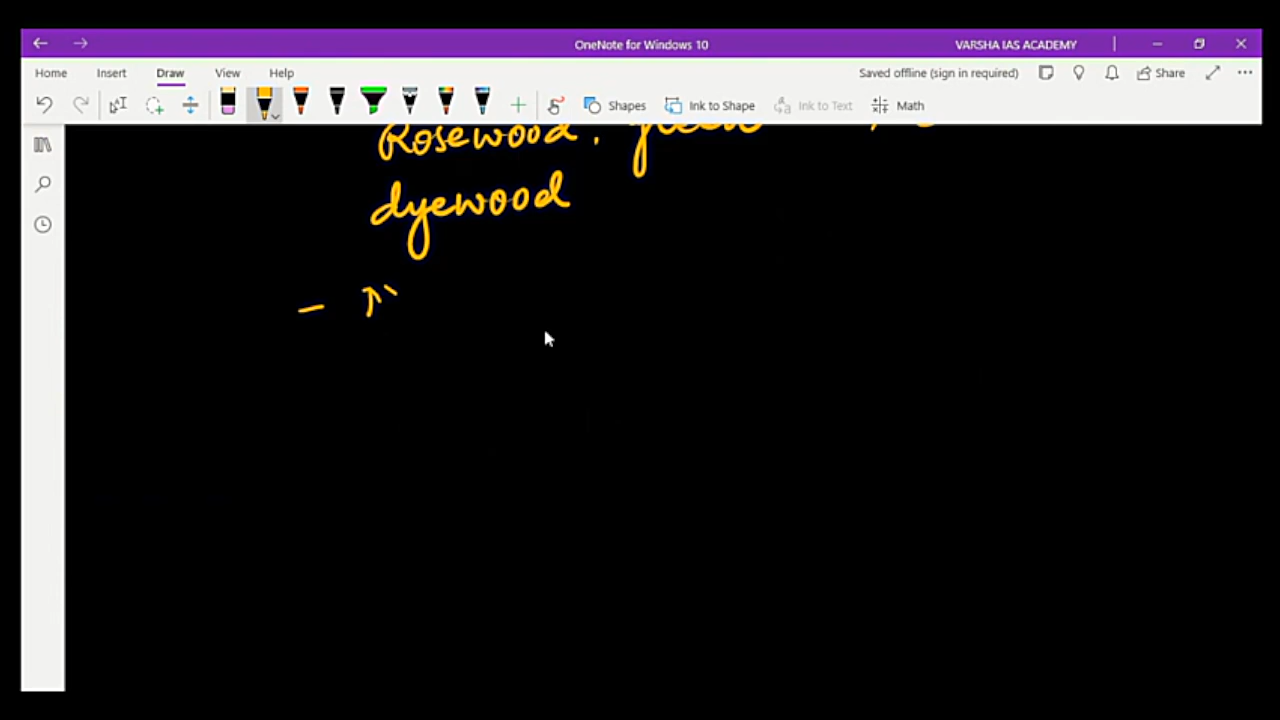 OneNote for Windows 10
VARSHA IAS ACADEMY
Home Insert Draw View Help
Saved offline (sign in required)
Share
Shapes
Ink to Shape
Ink to Text
Math
Rosewood,
dyewood
-